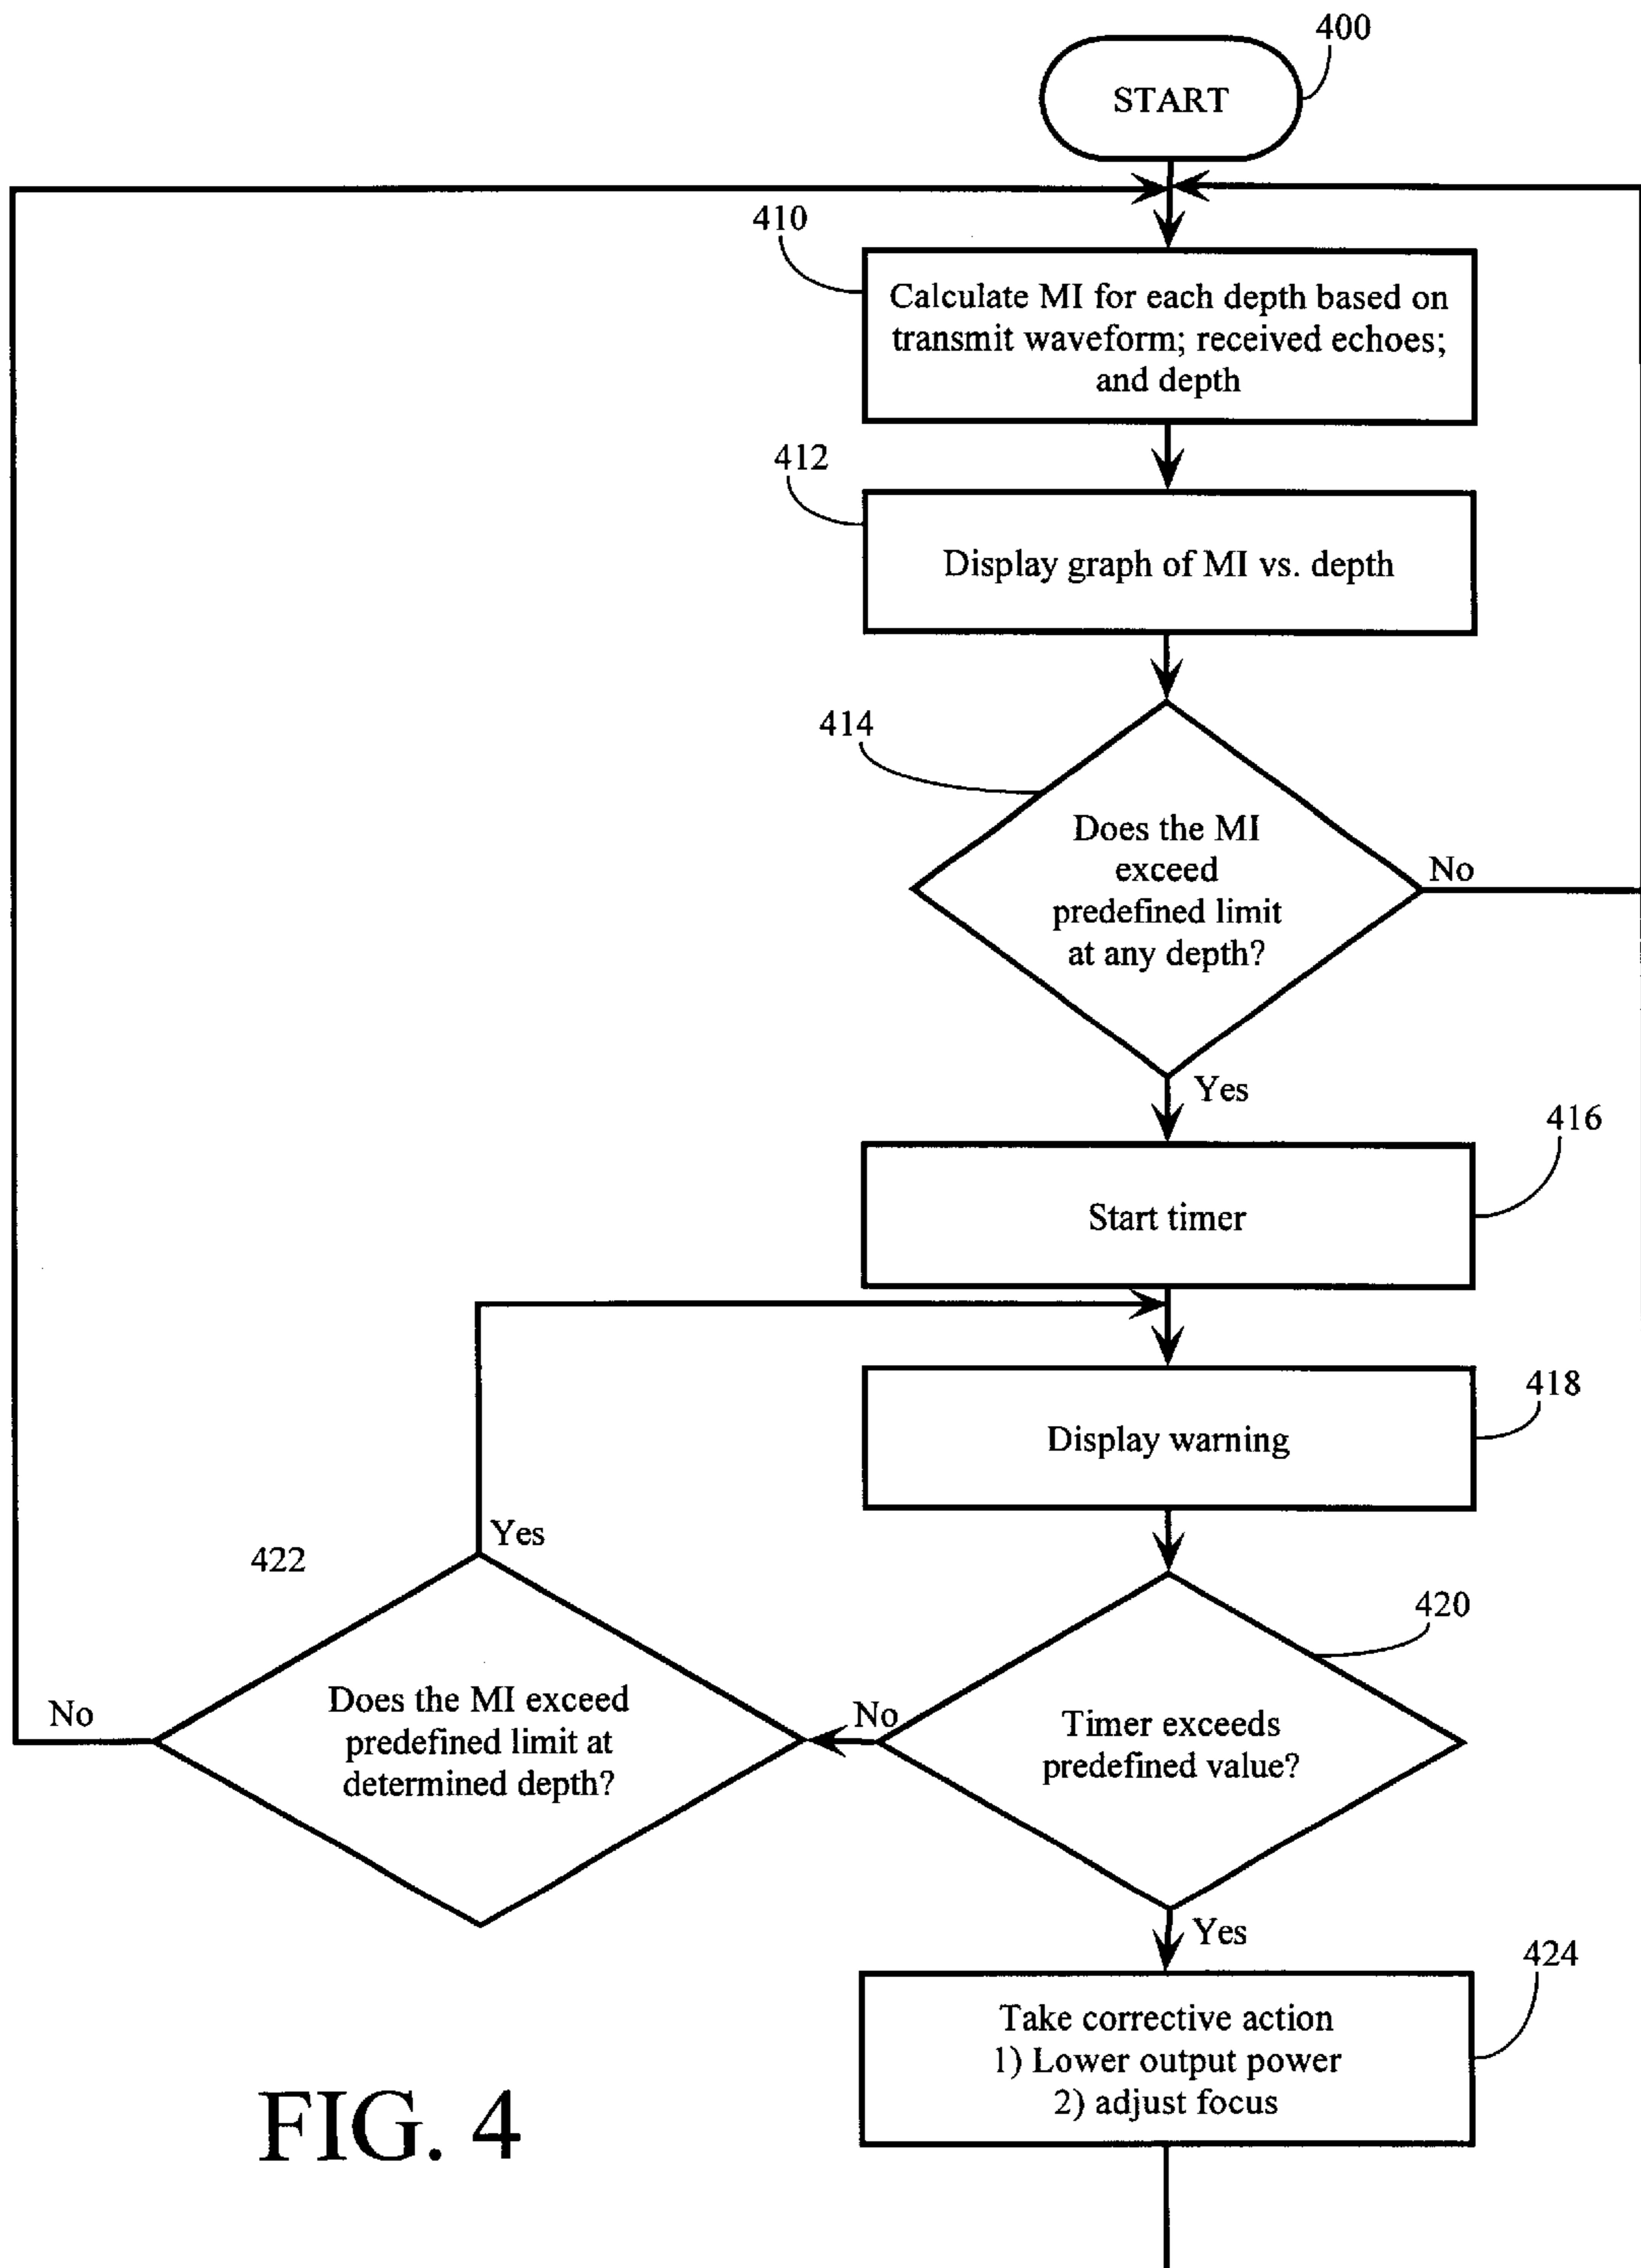 400
START
410
Calculate MI for each depth based on
transmit waveform; received echoes;
and depth
412
Display graph of MI vs. depth
414
Does the MI
exceed
predefined limit
at any depth?
No
Yes
416
Start timer
418
Display warning
Yes
422
420
Does the MI exceed
predefined limit at
determined depth?
No
No
Timer exceeds
predefined value?
Yes
424
Take corrective action
1) Lower output power
2) adjust focus
FIG. 4